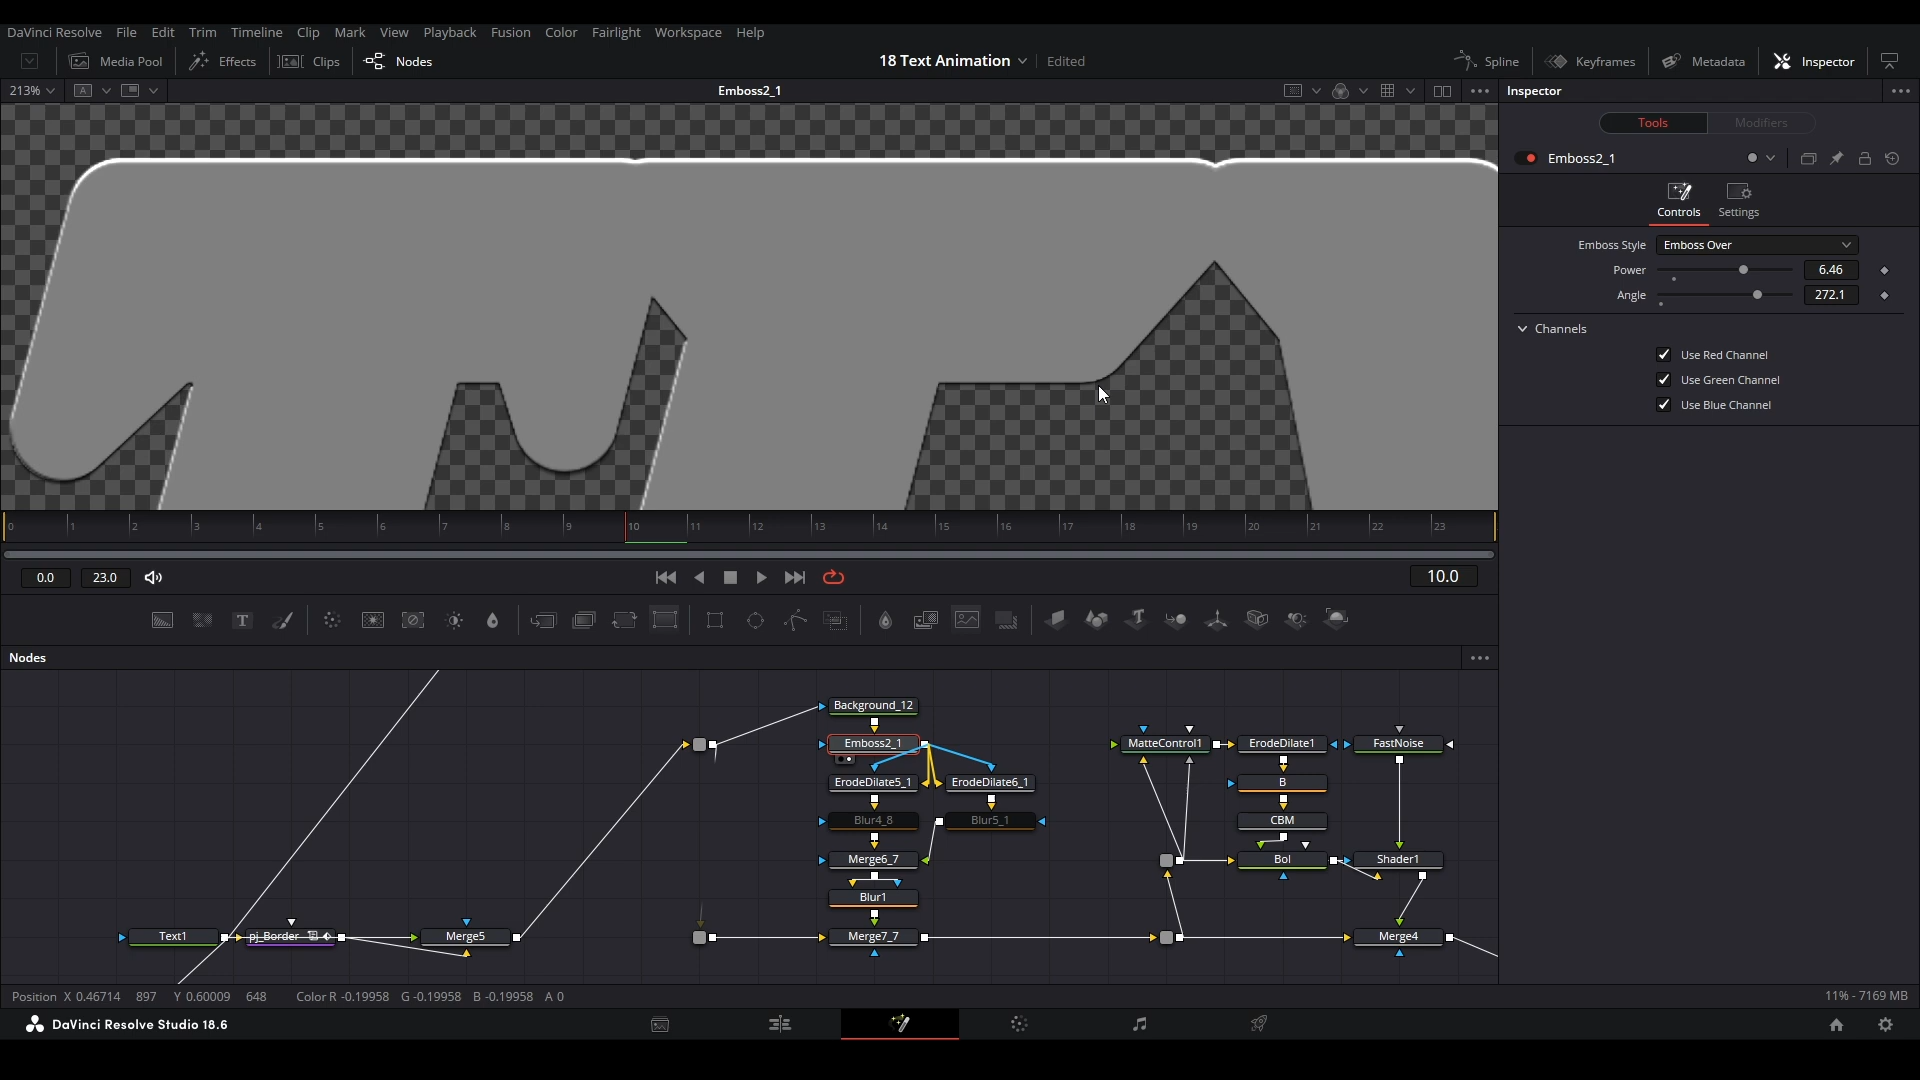 DaVinci Resolve File Edit Trim Timeline Clip Mark View Playback Fusion Color Fairlight Workspace Help
Media Pool Effects Clips Nodes 18 Text Animation Edited Spline Keyframes Metadata Inspector
213% A Emboss2_1 Inspector
Tools Modifiers
Emboss2_1
Controls Settings
Emboss Style Emboss Over
Power 6.46
Angle 272.1
Channels
Use Red Channel
Use Green Channel
Use Blue Channel
0 1 2 3 4 5 6 7 8 9 10 11 12 13 14 15 16 17 18 19 20 21 22 23
0.0 23.0 10.0
Nodes
Background_12
Emboss2_1 MatteControl1 ErodeDilate1 FastNoise
ErodeDilate5_1 ErodeDilate6_1 B
Blur4_8 Blur5_1 CBM
Merge6_7 Bol Shader1
Blur1
Text1 pj_Border Merge5 Merge7_7 Merge4
Position X 0.46714 897 Y 0.60009 648 Color R -0.19958 G -0.19958 B -0.19958 A 0 11% - 7169 MB
DaVinci Resolve Studio 18.6